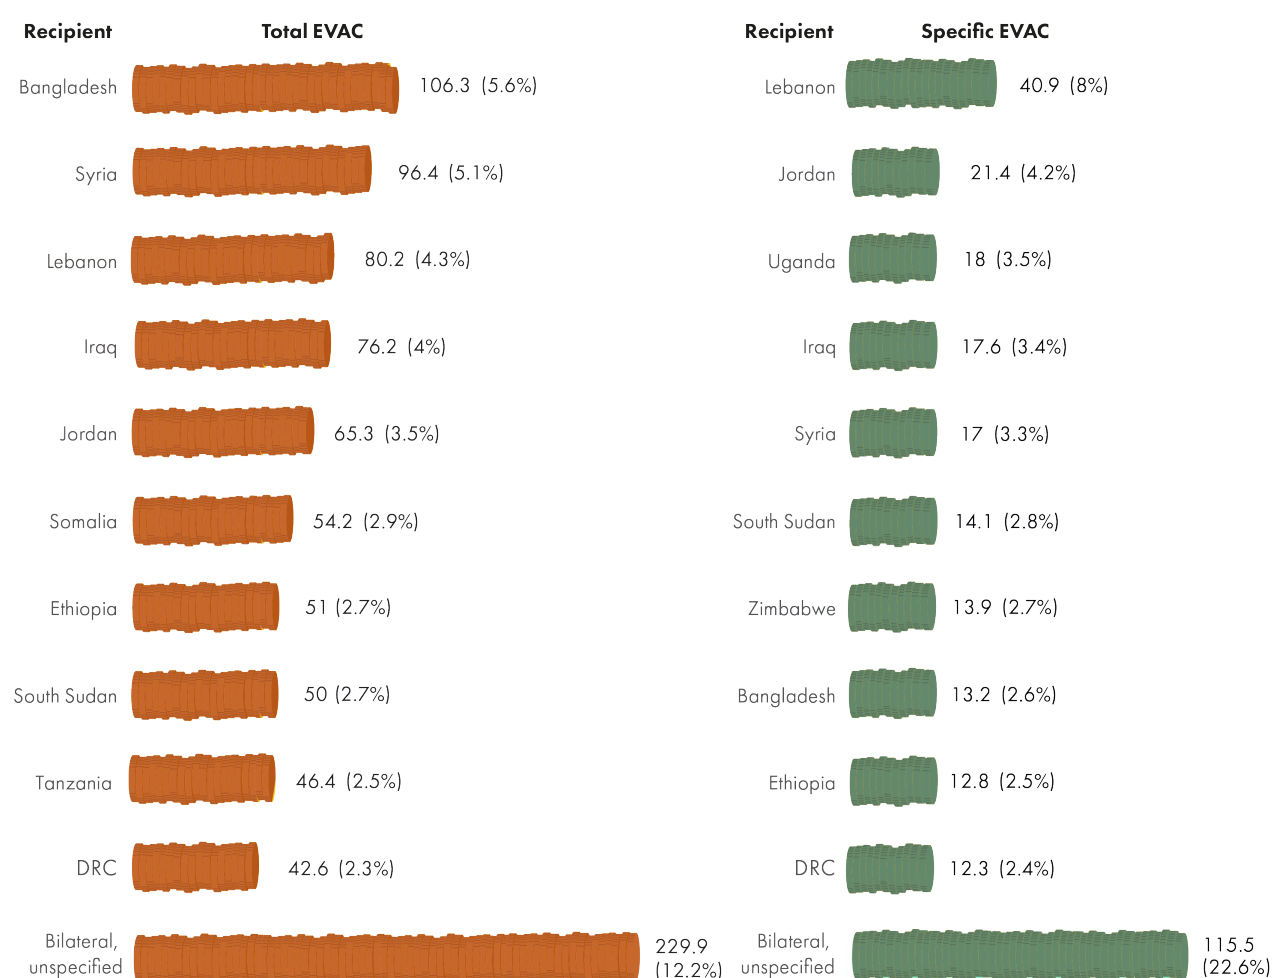 Recipient Total EVAC
Bangladesh 106.3 (5.6%)
Syria 96.4 (5.1%)
Lebanon 80.2 (4.3%)
Iraq 76.2 (4%)
Jordan 65.3 (3.5%)
Somalia 54.2 (2.9%)
Ethiopia 51 (2.7%)
South Sudan 50 (2.7%)
Tanzania 46.4 (2.5%)
DRC 42.6 (2.3%)
Bilateral,
unspecified
229.9
(12.2%)
Recipient Specific EVAC
Lebanon 40.9 (8%)
Jordan 21.4 (4.2%)
Uganda 18 (3.5%)
Iraq 17.6 (3.4%)
Syria 17 (3.3%)
South Sudan 14.1 (2.8%)
Zimbabwe 13.9 (2.7%)
Bangladesh 13.2 (2.6%)
Ethiopia 12.8 (2.5%)
DRC 12.3 (2.4%)
Bilateral,
unspecified
115.5
(22.6%)